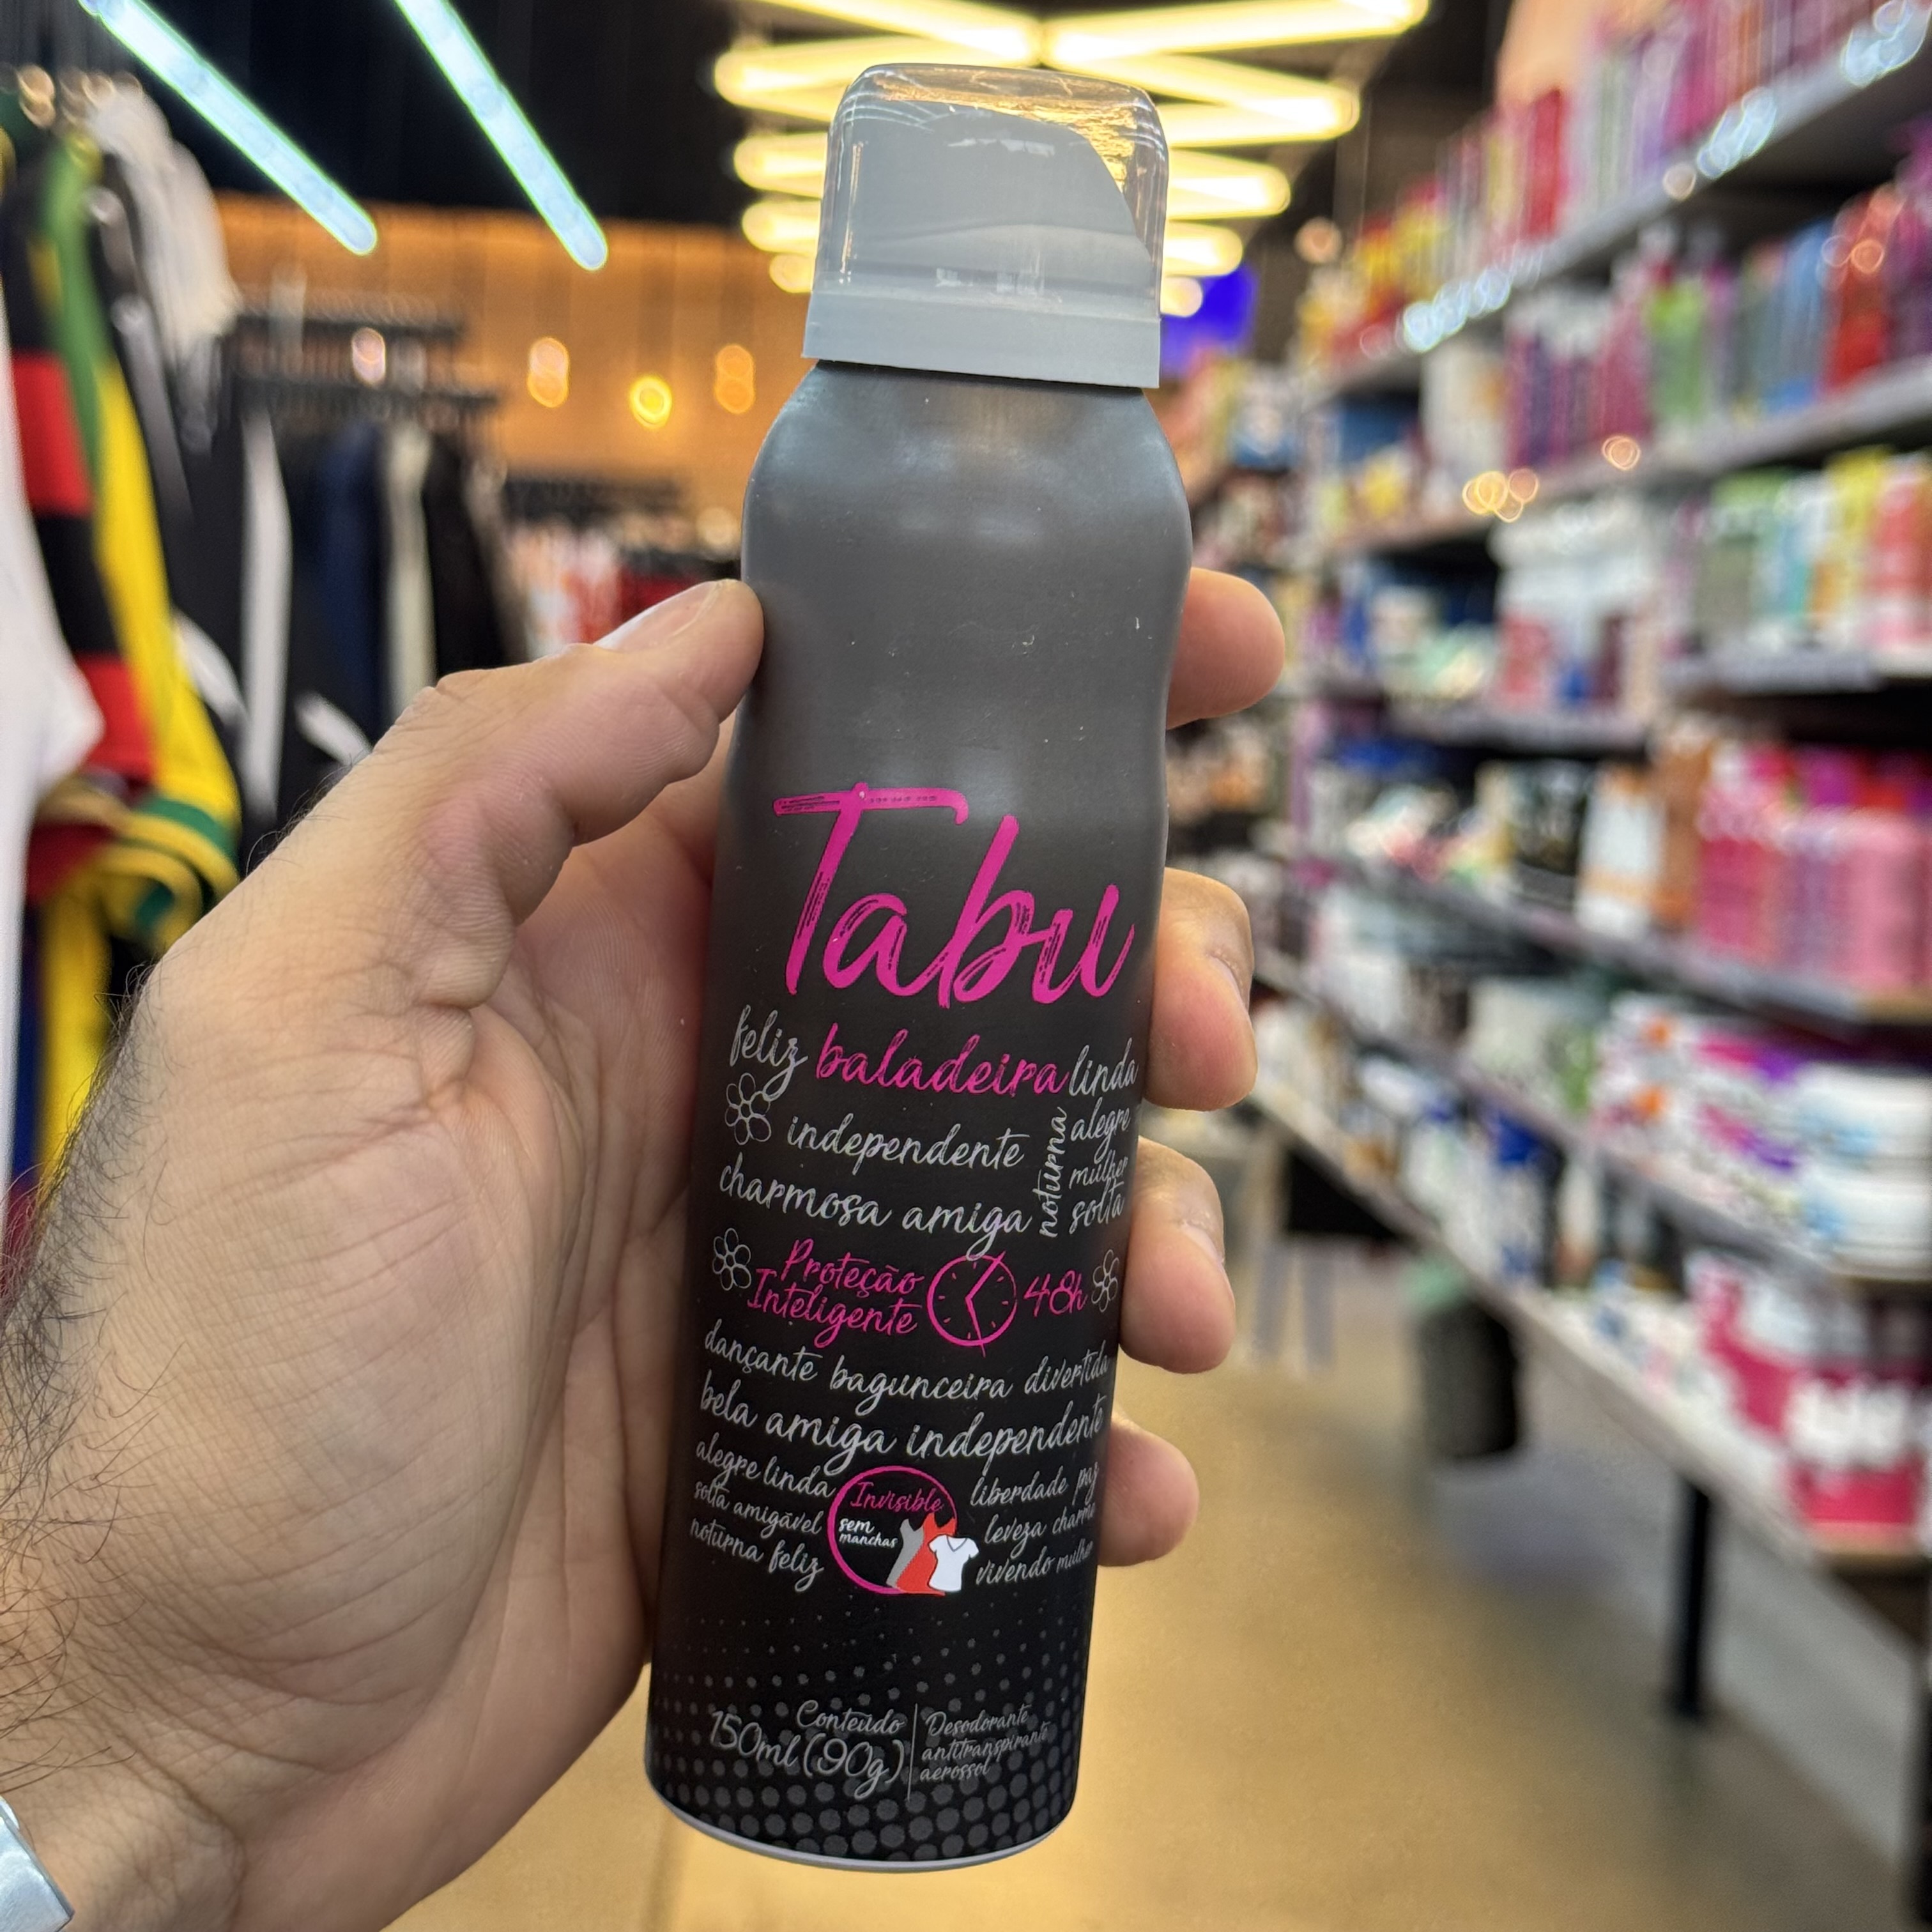 Tabu
feliz baladeira linda
independente
noturna
alegre
mulher
solta
charmosa amiga
Proteção
Inteligente
48h
dançante bagunceira divertida
bela amiga independente
alegre linda
solta amigável
noturna feliz
Invisible
sem
manchas
liberdade paz
leveza charme
vivendo mulher
Conteúdo
150ml (90g)
Desodorante
antitranspirante
aerossol